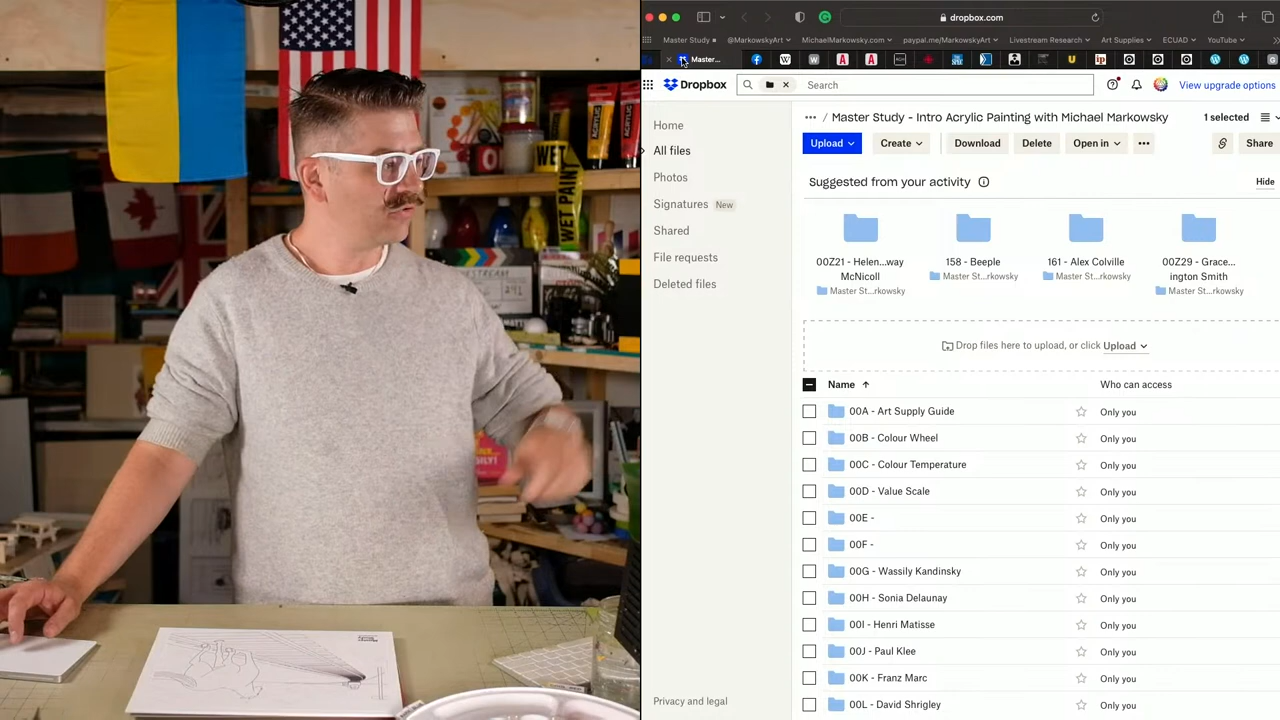 dropbox.com
Master Study
@MarkowskyArt
MichaelMarkowsky.com
paypal.me/MarkowskyArt
Livestream Research
Art Supplies
ECUAD
YouTube
Master...
Dropbox
Search
View upgrade options
Home
All files
Photos
Signatures New
Shared
File requests
Deleted files
Privacy and legal
... / Master Study - Intro Acrylic Painting with Michael Markowsky
1 selected
Upload
Create
Download
Delete
Open in
Share
Suggested from your activity
Hide
00Z21 - Helen...way
McNicoll
Master St...rkowsky
158 - Beeple
Master St...rkowsky
161 - Alex Colville
Master St...rkowsky
00Z29 - Grace...
ington Smith
Master St...rkowsky
Drop files here to upload, or click Upload
Name
Who can access
00A - Art Supply Guide
Only you
00B - Colour Wheel
Only you
00C - Colour Temperature
Only you
00D - Value Scale
Only you
00E -
Only you
00F -
Only you
00G - Wassily Kandinsky
Only you
00H - Sonia Delaunay
Only you
00I - Henri Matisse
Only you
00J - Paul Klee
Only you
00K - Franz Marc
Only you
00L - David Shrigley
Only you
WET
PAINT
WET PAINT
ACRYLIC